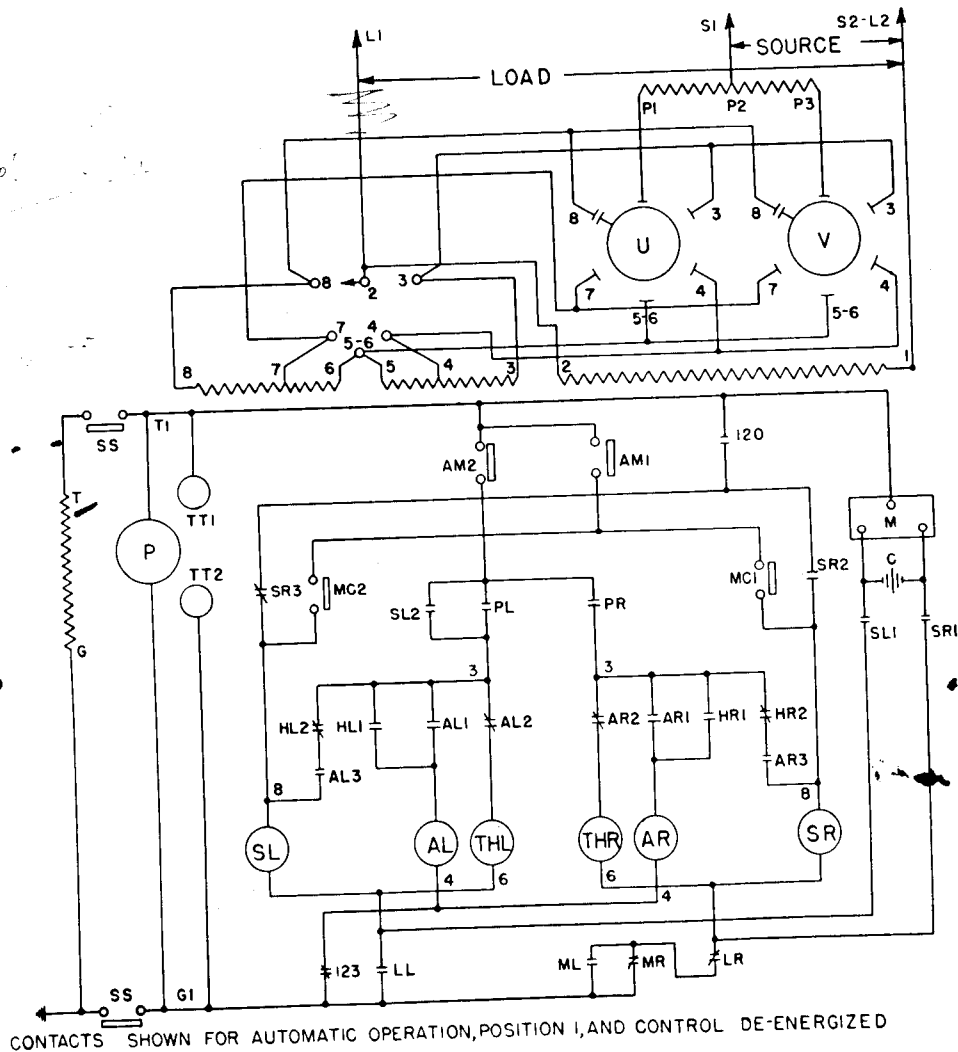 L1
S1
S2-L2
SOURCE
LOAD
P1
P2
P3
8
3
U
8
3
V
7
4
7
4
5-6
5-6
8
2
3
7
4
5-6
8
7
6
5
4
3
2
1
SS
T1
AM2
AM1
120
T
TT1
P
TT2
M
C
SR3
MC2
SL2
PL
PR
MC1
SR2
SL1
SR1
G
3
3
HL2
HL1
AL1
AL2
AR2
AR1
HR1
HR2
AL3
AR3
8
8
SL
AL
THL
THR
AR
SR
4
6
6
4
123
LL
ML
MR
LR
SS
G1
CONTACTS SHOWN FOR AUTOMATIC OPERATION, POSITION 1, AND CONTROL DE-ENERGIZED